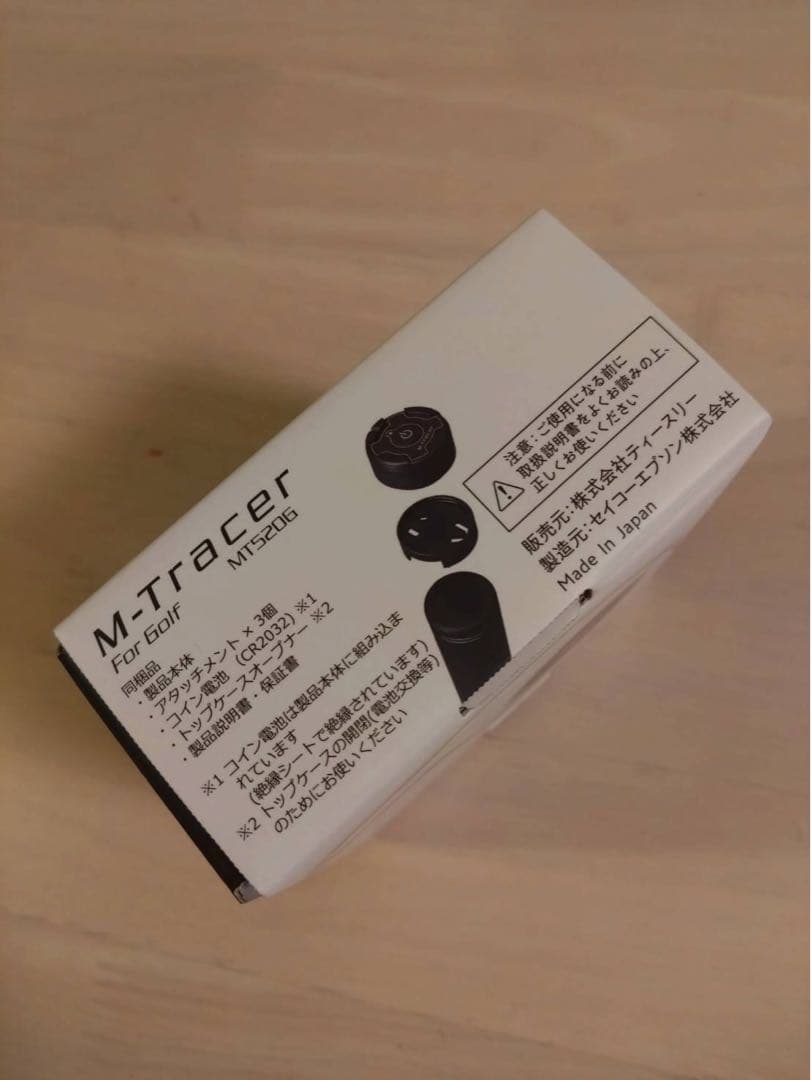 M-Tracer
For Golf MT520G
同梱品
・製品本体
・アタッチメント × 3個
・コイン電池 (CR2032) ※1
・トップケースオープナー ※2
・製品説明書・保証書
※1 コイン電池は製品本体に組み込ま
れています
(絶縁シートで絶縁されています)
※2 トップケースの開閉(電池交換等)
のためにお使いください
注意:ご使用になる前に
取扱説明書をよくお読みの上、
正しくお使いください
販売元:株式会社ティースリー
製造元:セイコーエプソン株式会社
Made In Japan